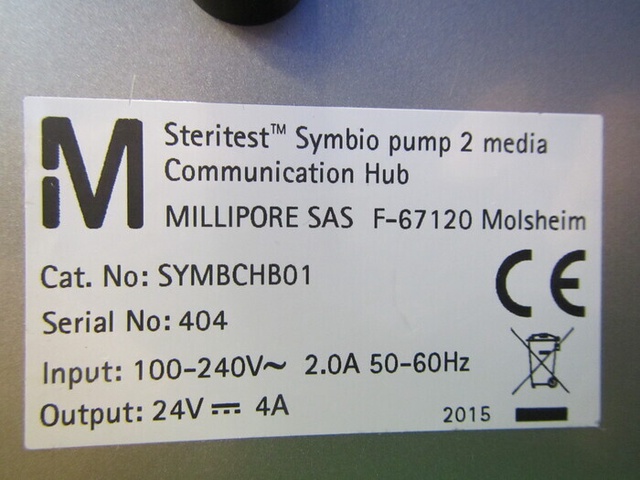 M
Steritest™ Symbio pump 2 media
Communication Hub
MILLIPORE SAS F-67120 Molsheim
Cat. No: SYMBCHB01
CE
Serial No: 404
Input: 100-240V~ 2.0A 50-60Hz
Output: 24V⎓ 4A
2015